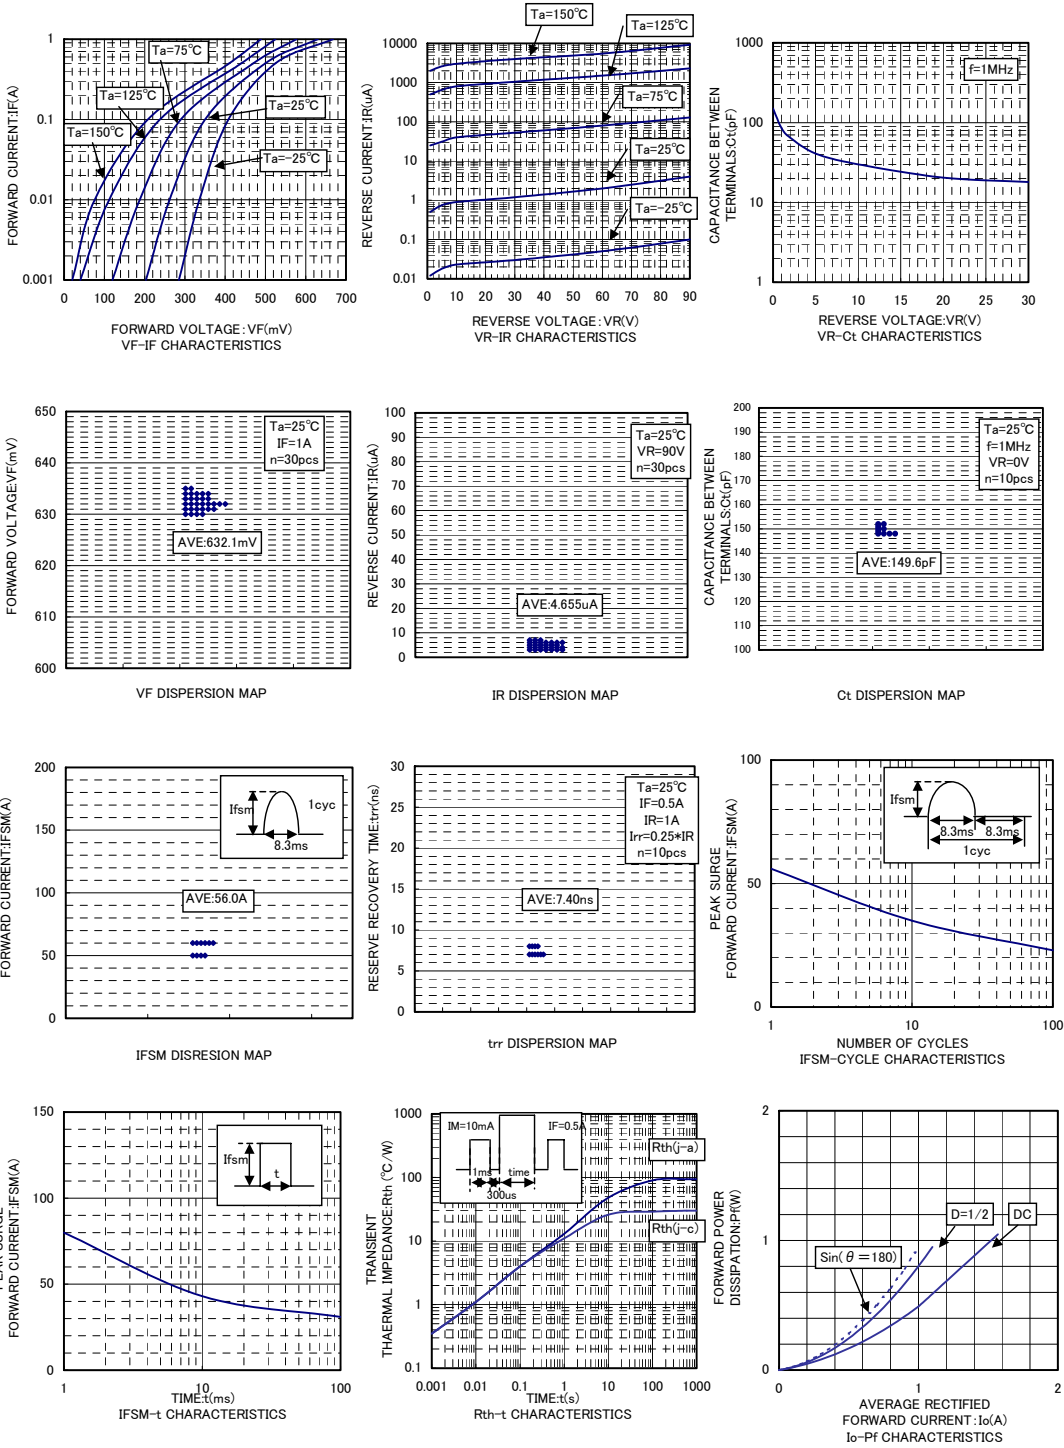 1
0.1
0.01
0.001
0 100 200 300 400 500 600 700
FORWARD CURRENT:IF(A)
Ta=75℃
Ta=125℃
Ta=150℃
Ta=25℃
Ta=-25℃
FORWARD VOLTAGE:VF(mV)
VF-IF CHARACTERISTICS
10000
1000
100
10
1
0.1
0.01
0 10 20 30 40 50 60 70 80 90
REVERSE CURRENT:IR(uA)
Ta=150℃
Ta=125℃
Ta=75℃
Ta=25℃
Ta=-25℃
REVERSE VOLTAGE:VR(V)
VR-IR CHARACTERISTICS
1000
100
10
1
0 5 10 15 20 25 30
CAPACITANCE BETWEEN
TERMINALS:Ct(pF)
f=1MHz
REVERSE VOLTAGE:VR(V)
VR-Ct CHARACTERISTICS
650
640
630
620
610
600
FORWARD VOLTAGE:VF(mV)
Ta=25℃
IF=1A
n=30pcs
AVE:632.1mV
VF DISPERSION MAP
100
90
80
70
60
50
40
30
20
10
0
REVERSE CURRENT:IR(uA)
Ta=25℃
VR=90V
n=30pcs
AVE:4.655uA
IR DISPERSION MAP
200
190
180
170
160
150
140
130
120
110
100
CAPACITANCE BETWEEN
TERMINALS:Ct(pF)
Ta=25℃
f=1MHz
VR=0V
n=10pcs
AVE:149.6pF
Ct DISPERSION MAP
200
150
100
50
0
FORWARD CURRENT:IFSM(A)
Ifsm
1cyc
8.3ms
AVE:56.0A
IFSM DISRESION MAP
30
25
20
15
10
5
0
RESERVE RECOVERY TIME:trr(ns)
Ta=25℃
IF=0.5A
IR=1A
Irr=0.25*IR
n=10pcs
AVE:7.40ns
trr DISPERSION MAP
100
50
0
1 10 100
PEAK SURGE
FORWARD CURRENT:IFSM(A)
Ifsm
8.3ms 8.3ms
1cyc
NUMBER OF CYCLES
IFSM-CYCLE CHARACTERISTICS
150
100
50
0
1 10 100
FORWARD CURRENT:IFSM(A)
Ifsm
t
TIME:t(ms)
IFSM-t CHARACTERISTICS
1000
100
10
1
0.1
0.001 0.01 0.1 1 10 100 1000
TRANSIENT
THAERMAL IMPEDANCE:Rth (℃/W)
IM=10mA IF=0.5A
1ms time
300us
Rth(j-a)
Rth(j-c)
TIME:t(s)
Rth-t CHARACTERISTICS
2
1
0
0 1 2
FORWARD POWER
DISSIPATION:Pf(W)
D=1/2
DC
Sin(θ=180)
AVERAGE RECTIFIED
FORWARD CURRENT:Io(A)
Io-Pf CHARACTERISTICS